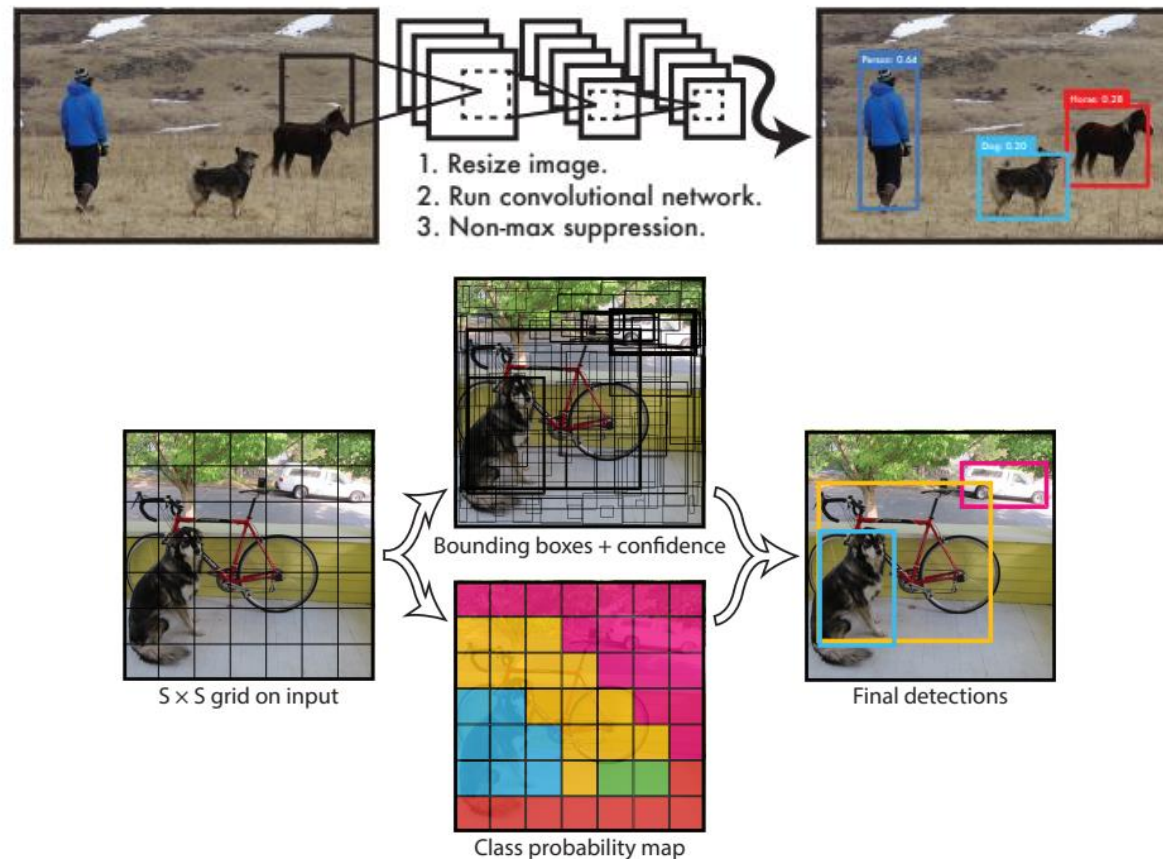 Person: 0.64
Horse: 0.28
Dog: 0.20
1. Resize image.
2. Run convolutional network.
3. Non-max suppression.
Bounding boxes + confidence
S × S grid on input
Final detections
Class probability map